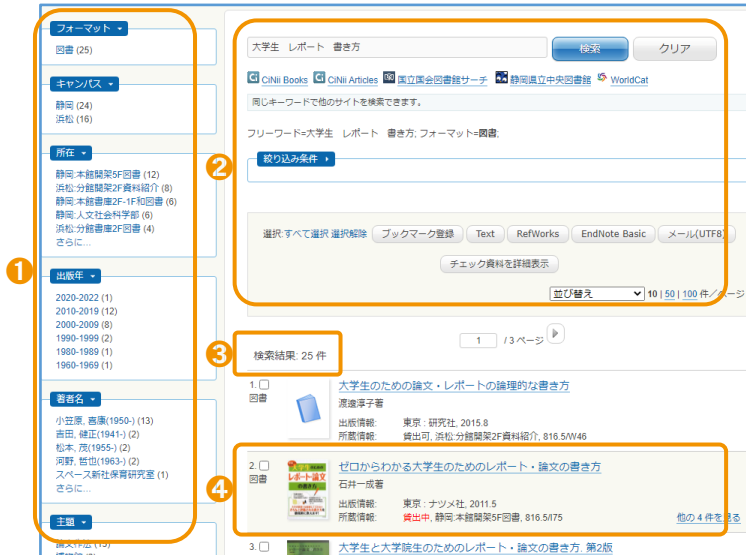 フォーマット
図書 (25)
キャンパス
静岡 (24)
浜松 (16)
所在
静岡:本館開架5F図書 (12)
浜松:分館開架2F資料紹介 (8)
静岡:本館書庫2F-1F和図書 (6)
静岡:人文社会科学部 (6)
浜松:分館書庫2F図書 (4)
さらに...
出版年
2020-2022 (1)
2010-2019 (12)
2000-2009 (8)
1990-1999 (2)
1980-1989 (1)
1960-1969 (1)
著者名
小笠原, 喜康(1950-) (13)
吉田, 健正(1941-) (2)
松本, 茂(1955-) (2)
河野, 哲也(1963-) (2)
スペース新社保育研究室 (1)
さらに...
主題
論文作法 (15)
1
大学生 レポート 書き方
検索
クリア
CiNii Books CiNii Articles 国立国会図書館サーチ 静岡県立中央図書館 WorldCat
同じキーワードで他のサイトを検索できます。
フリーワード=大学生 レポート 書き方; フォーマット=図書;
2
絞り込み条件
選択:すべて選択 選択解除 ブックマーク登録 Text RefWorks EndNote Basic メール(UTF8)
チェック資料を詳細表示
並び替え 10 | 50 | 100 件/ページ
1 / 3 ページ
3
検索結果: 25 件
1.
図書
大学生のための論文・レポートの論理的な書き方
渡邉淳子著
出版情報: 東京 : 研究社, 2015.8
所蔵情報: 貸出可, 浜松:分館開架2F資料紹介, 816.5/W46
4
2.
図書
レポート・論文
の書き方
ゼロからわかる大学生のためのレポート・論文の書き方
石井一成著
出版情報: 東京 : ナツメ社, 2011.5
所蔵情報: 貸出中, 静岡:本館開架5F図書, 816.5/I75
他の 4 件を見る
3.
大学生と大学院生のためのレポート・論文の書き方. 第2版